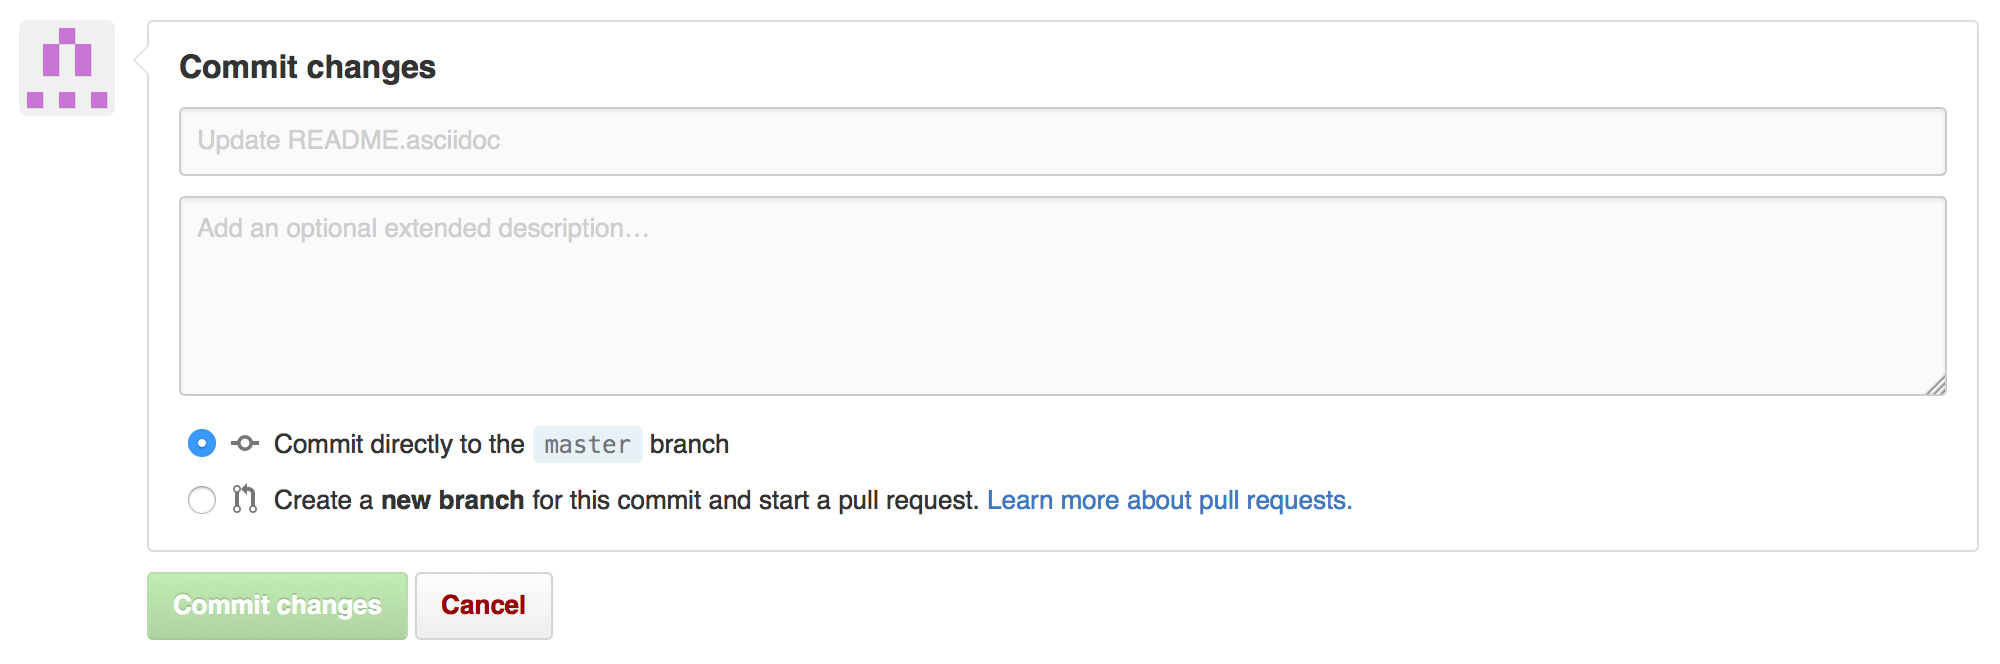 Commit changes
Update README.asciidoc
Add an optional extended description…
Commit directly to the master branch
Create a new branch for this commit and start a pull request. Learn more about pull requests.
Commit changes Cancel